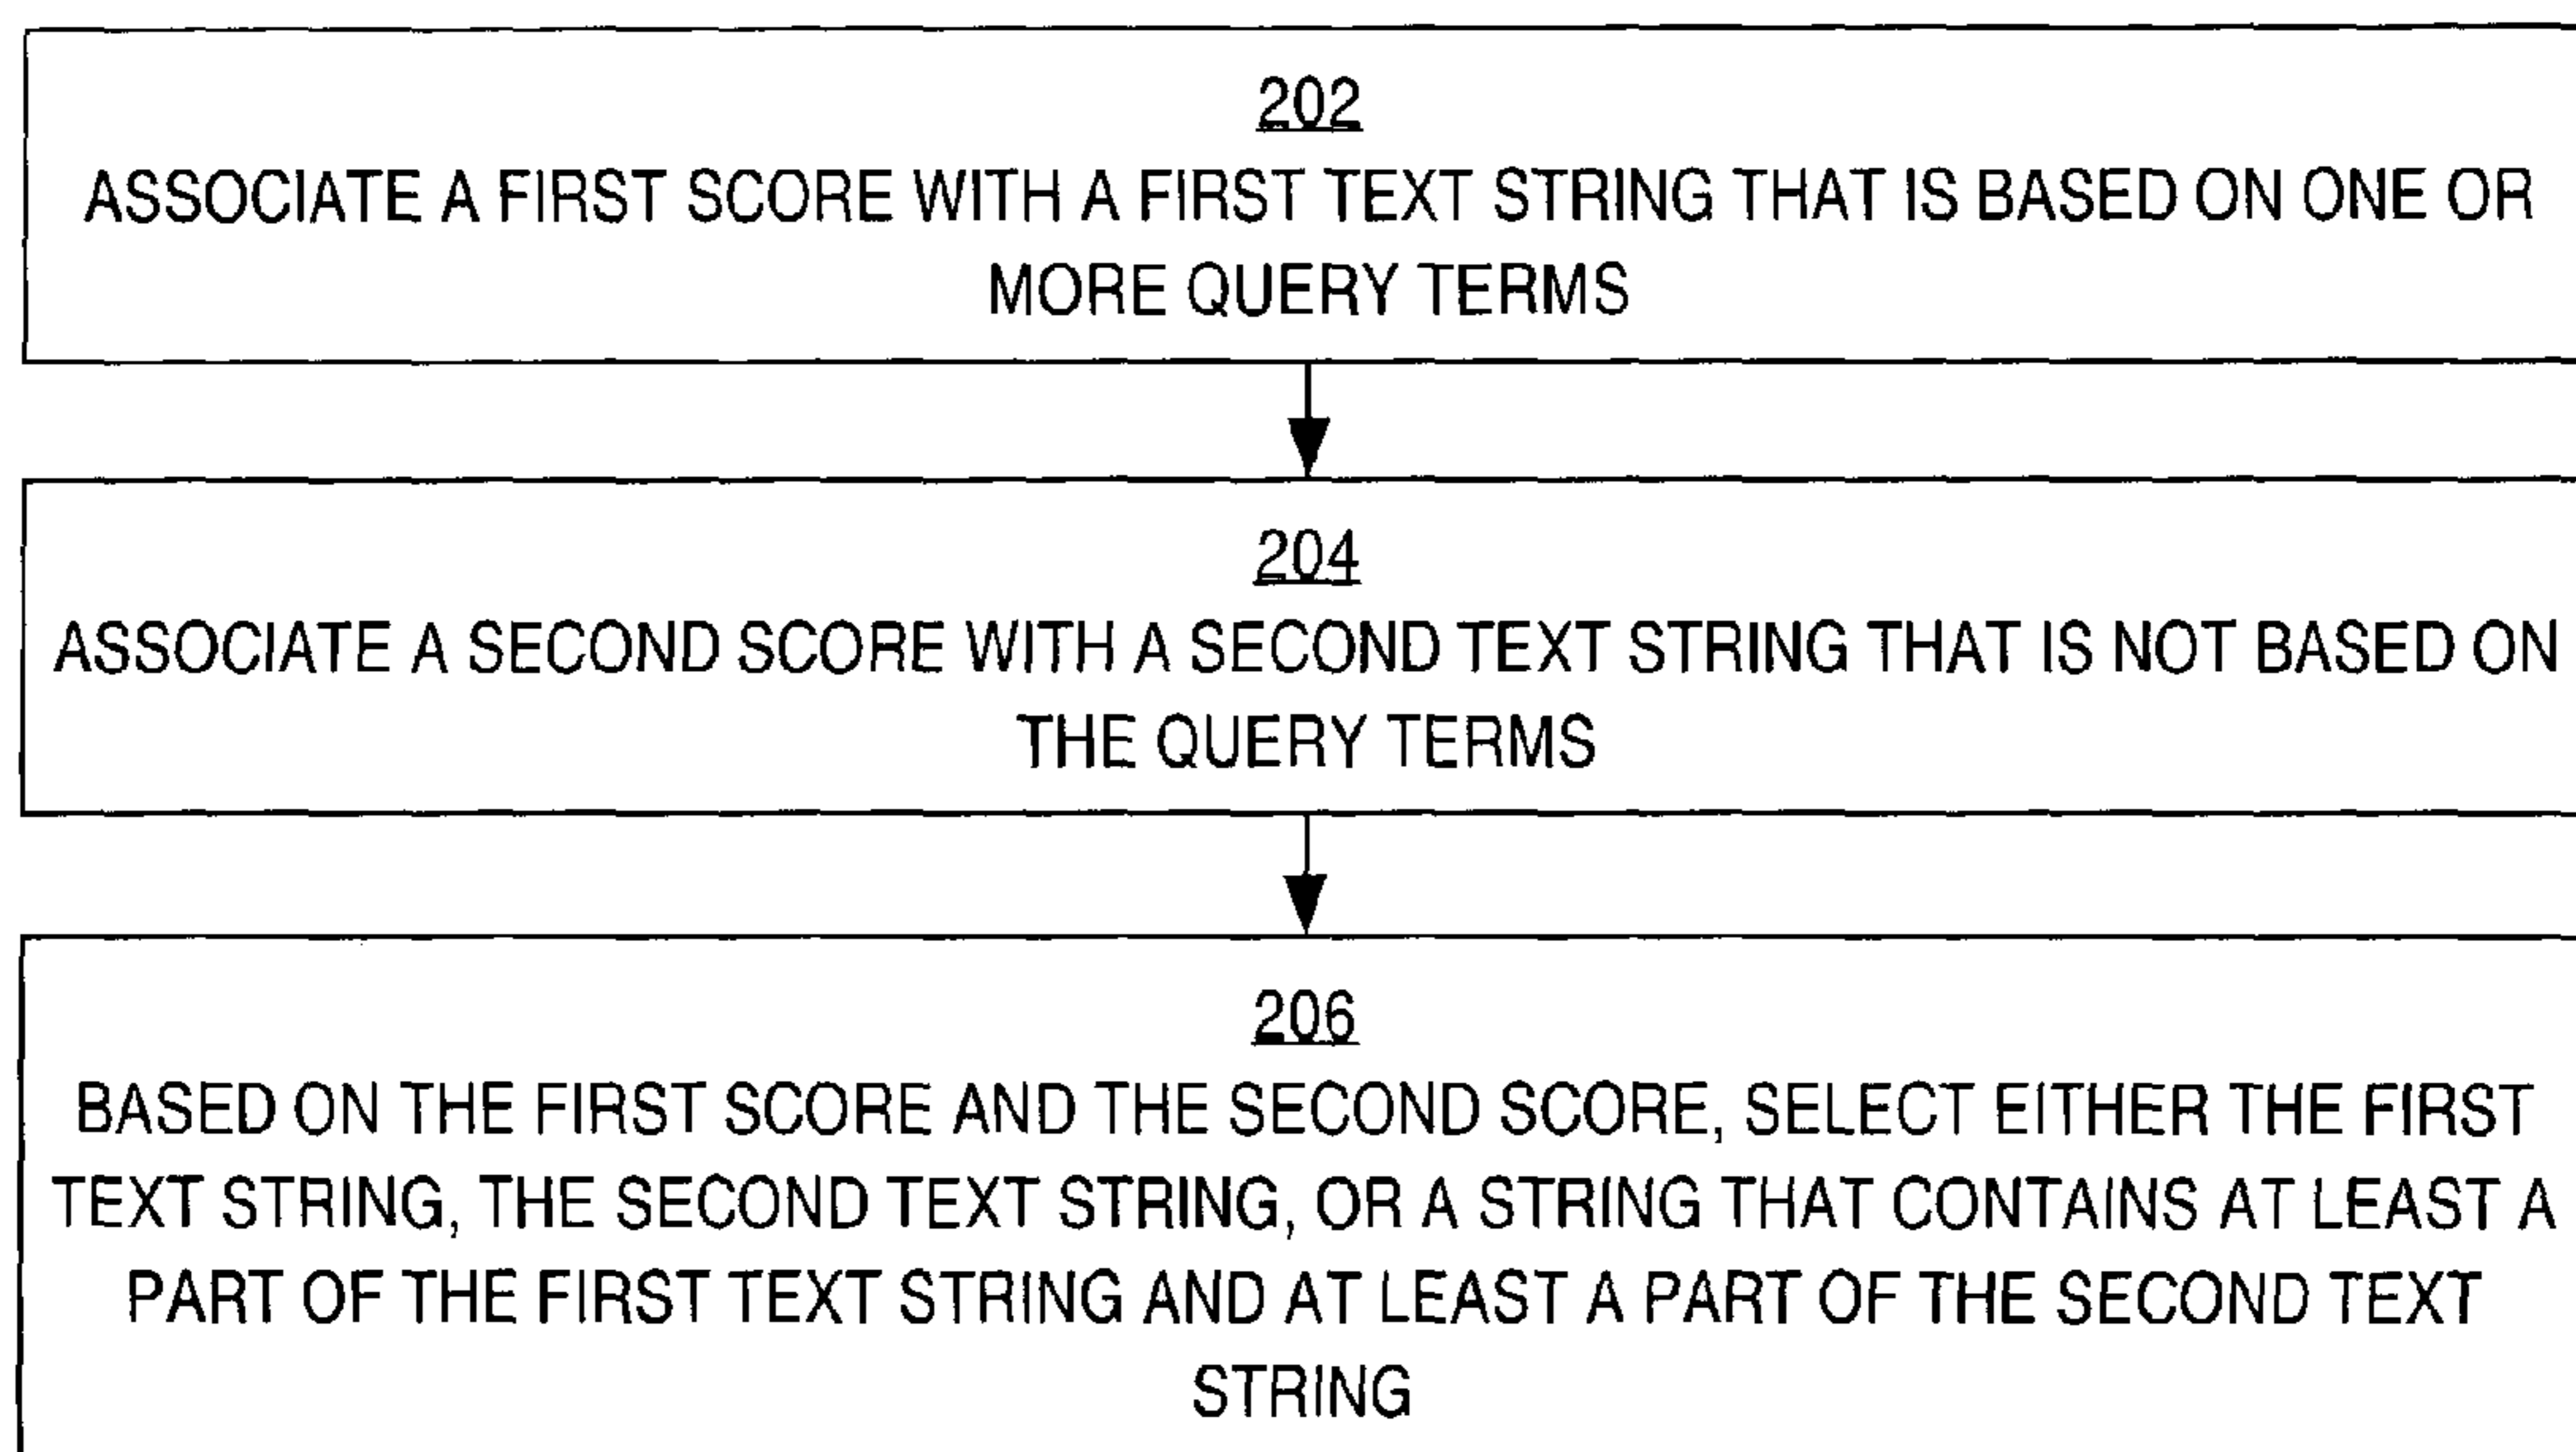 202
ASSOCIATE A FIRST SCORE WITH A FIRST TEXT STRING THAT IS BASED ON ONE OR
MORE QUERY TERMS
204
ASSOCIATE A SECOND SCORE WITH A SECOND TEXT STRING THAT IS NOT BASED ON
THE QUERY TERMS
206
BASED ON THE FIRST SCORE AND THE SECOND SCORE, SELECT EITHER THE FIRST
TEXT STRING, THE SECOND TEXT STRING, OR A STRING THAT CONTAINS AT LEAST A
PART OF THE FIRST TEXT STRING AND AT LEAST A PART OF THE SECOND TEXT
STRING